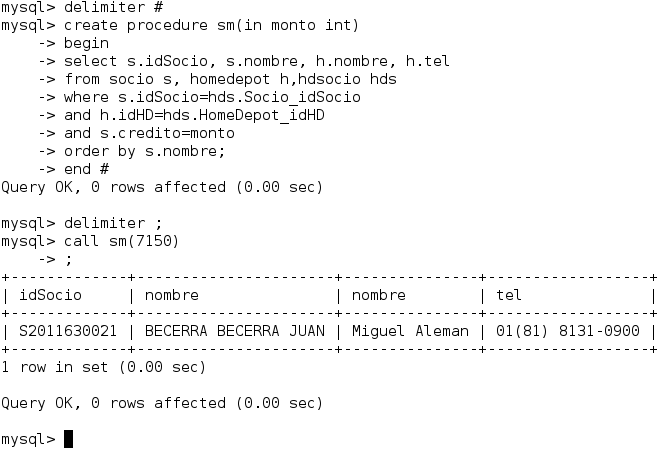 mysql> delimiter #
mysql> create procedure sm(in monto int)
    -> begin
    -> select s.idSocio, s.nombre, h.nombre, h.tel
    -> from socio s, homedepot h,hdsocio hds
    -> where s.idSocio=hds.Socio_idSocio
    -> and h.idHD=hds.HomeDepot_idHD
    -> and s.credito=monto
    -> order by s.nombre;
    -> end #
Query OK, 0 rows affected (0.00 sec)
mysql> delimiter ;
mysql> call sm(7150)
    -> ;
+-------------+----------------------+---------------+------------------+
| idSocio     | nombre               | nombre        | tel              |
+-------------+----------------------+---------------+------------------+
| S2011630021 | BECERRA BECERRA JUAN | Miguel Aleman | 01(81) 8131-0900 |
+-------------+----------------------+---------------+------------------+
1 row in set (0.00 sec)
Query OK, 0 rows affected (0.00 sec)
mysql>